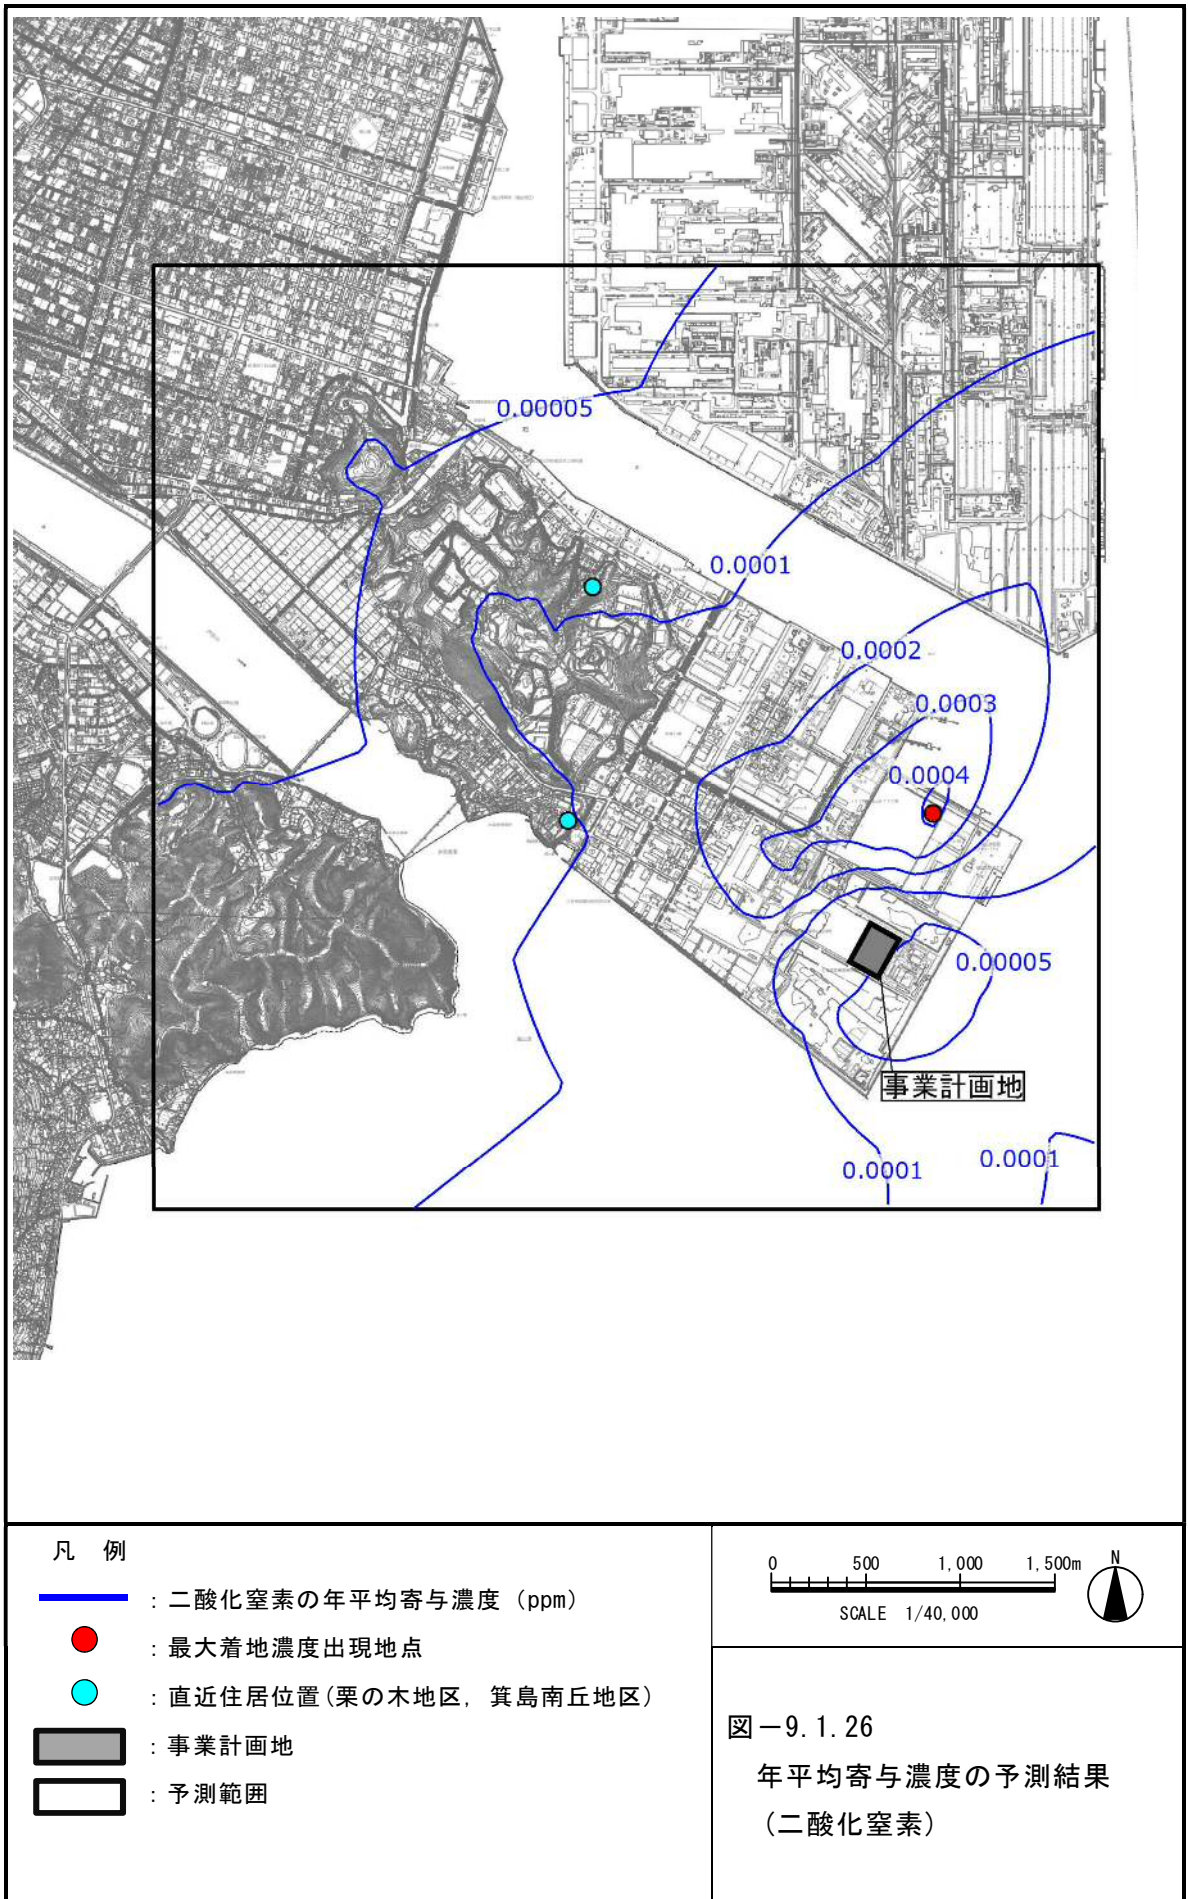 0.00005
0.0001
0.0002
0.0003
0.0004
0.00005
事業計画地
0.0001
0.0001
凡 例
: 二酸化窒素の年平均寄与濃度 (ppm)
: 最大着地濃度出現地点
: 直近住居位置(栗の木地区, 箕島南丘地区)
: 事業計画地
: 予測範囲
0 500 1,000 1,500m
N
SCALE 1/40,000
図-9.1.26
年平均寄与濃度の予測結果
(二酸化窒素)